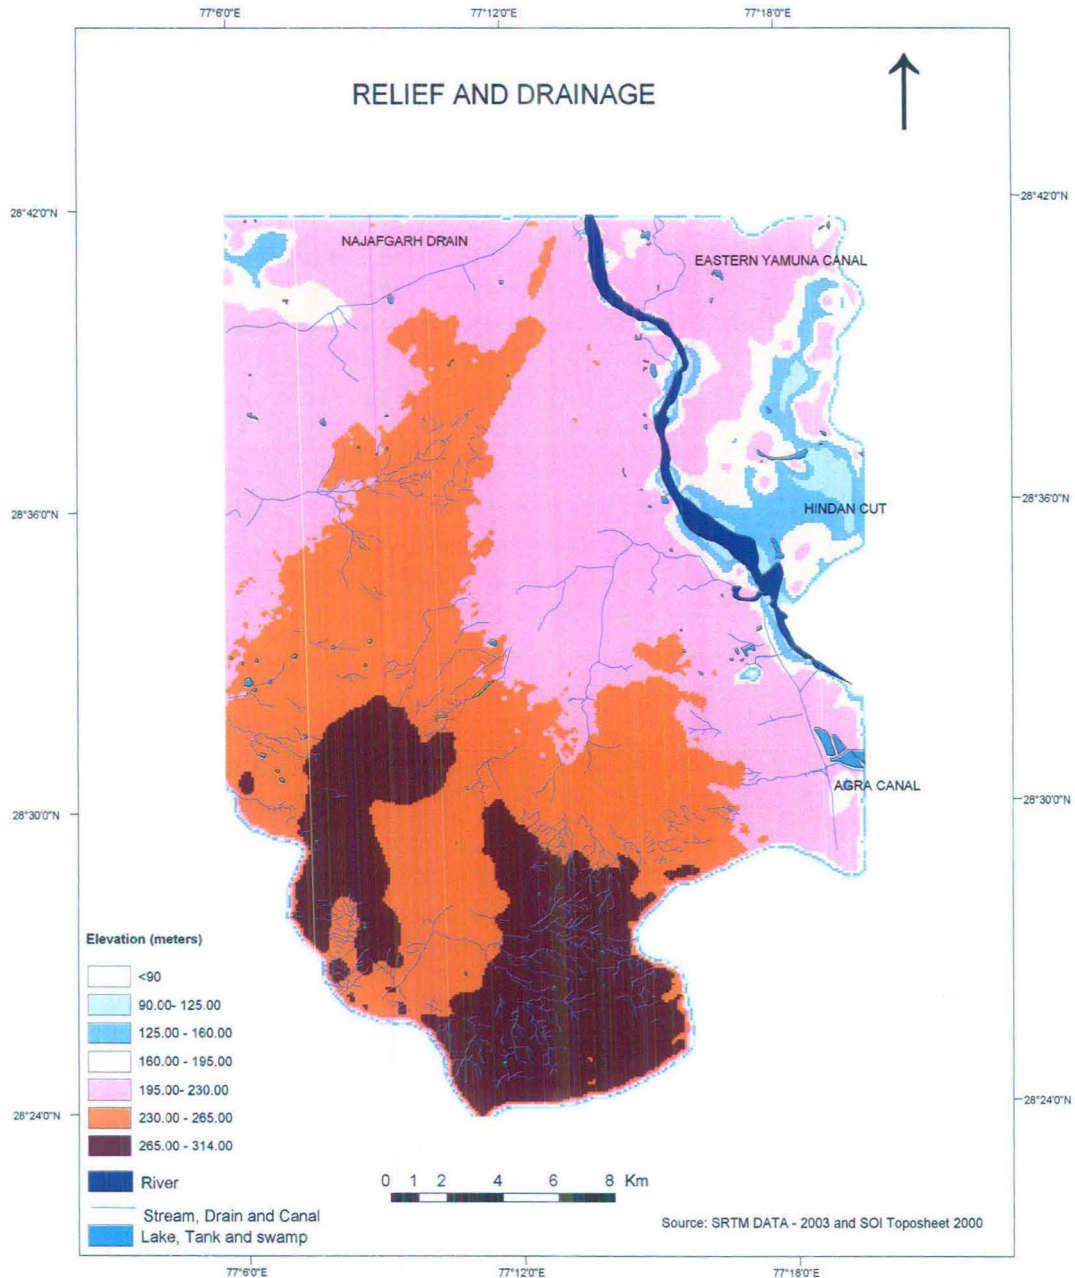 77°6'0"E 77°12'0"E 77°18'0"E
RELIEF AND DRAINAGE
28°42'0"N 28°42'0"N
NAJAFGARH DRAIN
EASTERN YAMUNA CANAL
28°36'0"N 28°36'0"N
HINDAN CUT
AGRA CANAL
28°30'0"N 28°30'0"N
Elevation (meters)
<90
90.00- 125.00
125.00 - 160.00
160.00 - 195.00
195.00- 230.00
230.00 - 265.00
28°24'0"N 28°24'0"N
265.00 - 314.00
River
0 1 2 4 6 8 Km
Stream, Drain and Canal
Source: SRTM DATA - 2003 and SOI Toposheet 2000
Lake, Tank and swamp
77°6'0"E 77°12'0"E 77°18'0"E